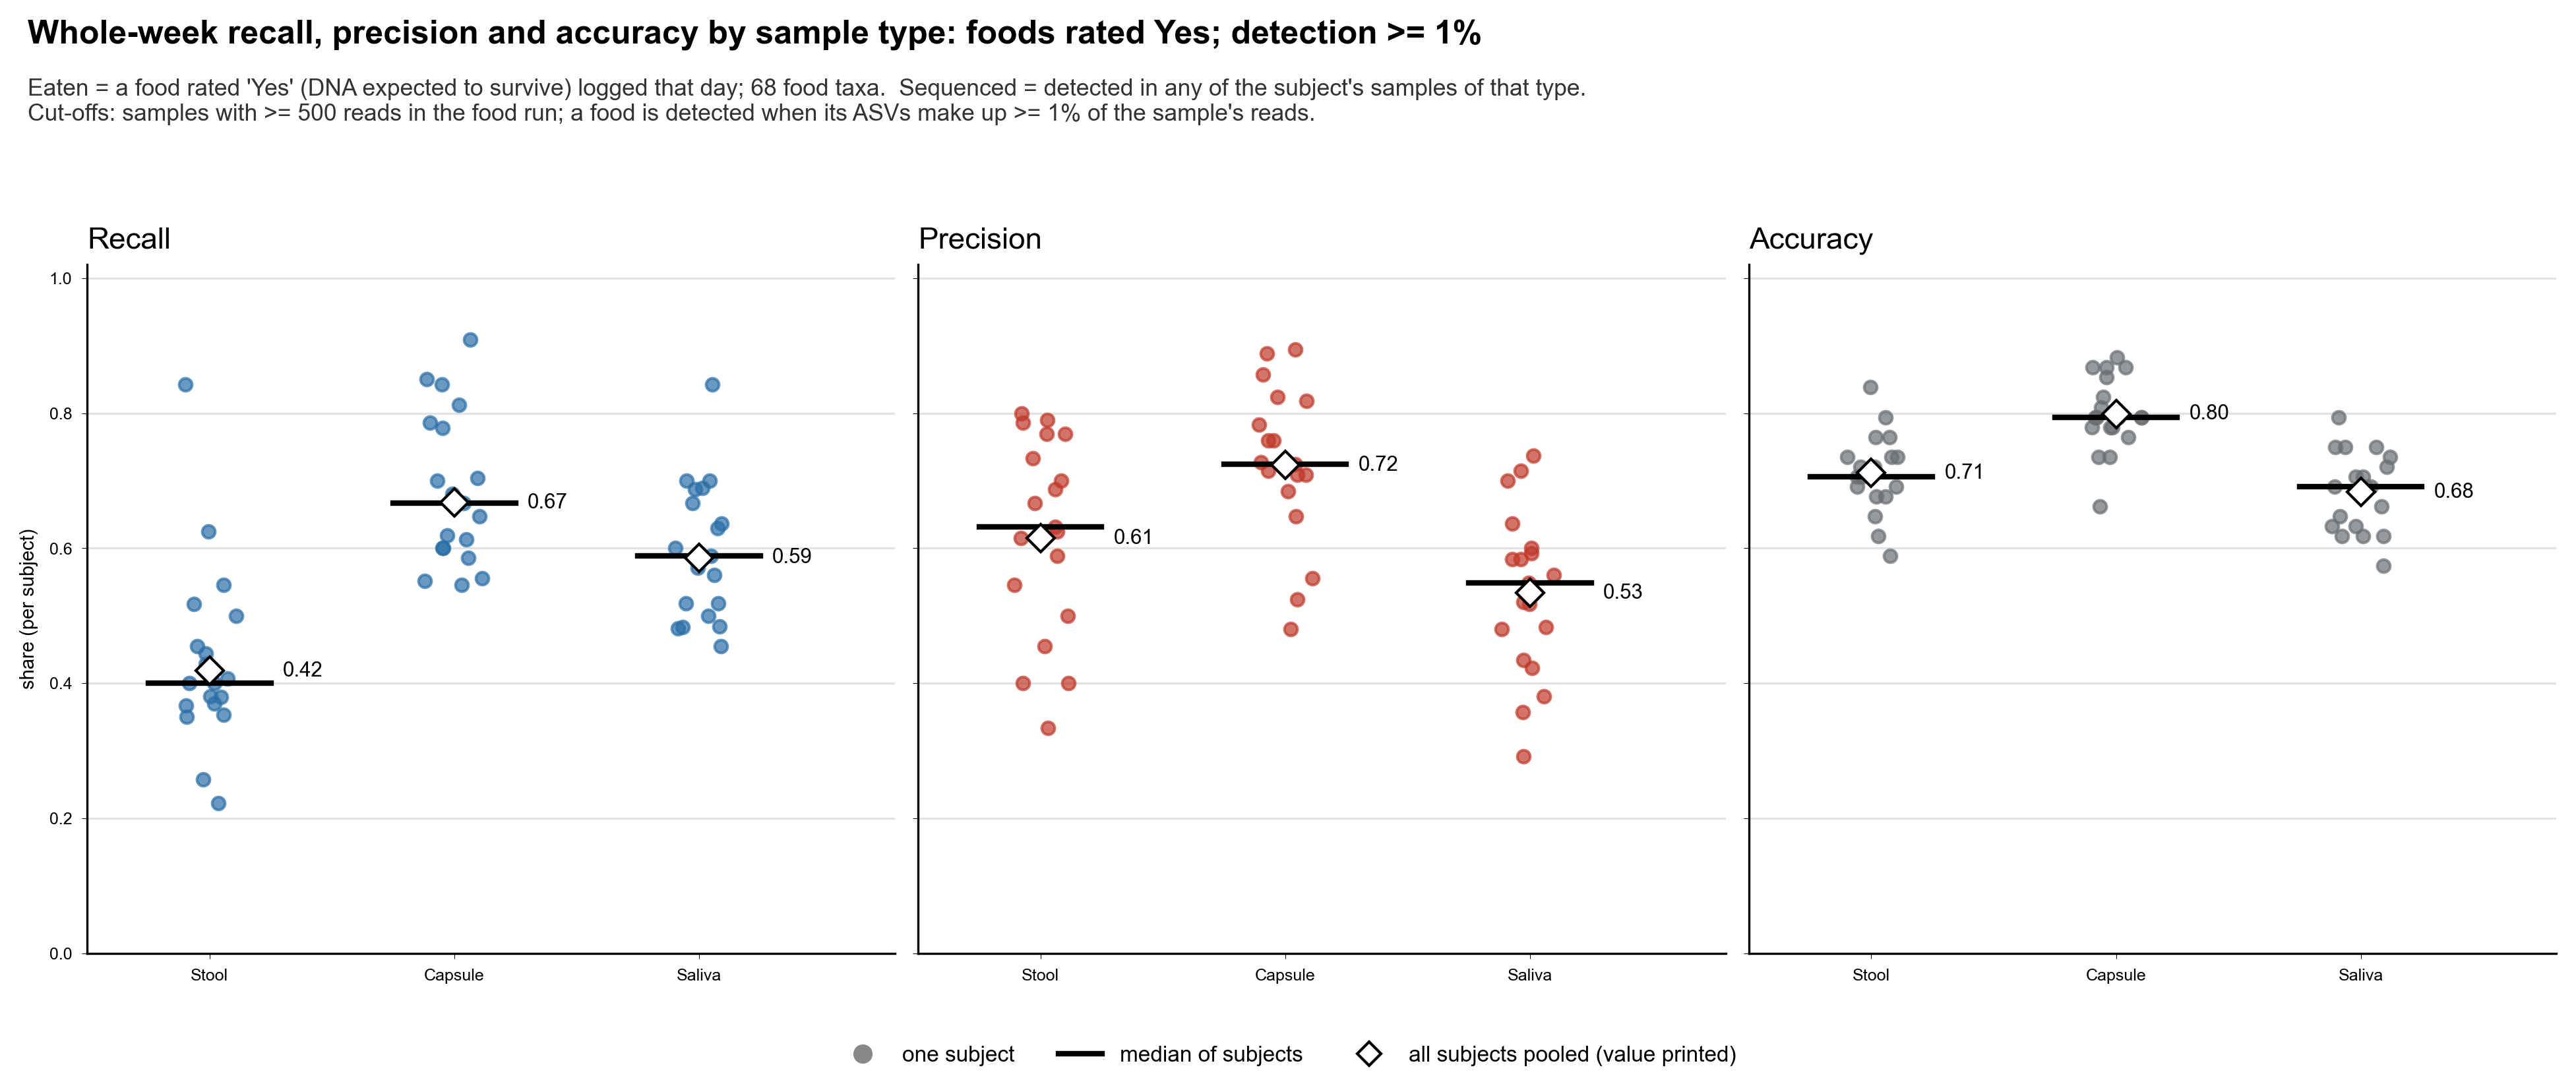 Whole-week recall, precision and accuracy by sample type: foods rated Yes; detection >= 1%
Eaten = a food rated 'Yes' (DNA expected to survive) logged that day; 68 food taxa.  Sequenced = detected in any of the subject's samples of that type.
Cut-offs: samples with >= 500 reads in the food run; a food is detected when its ASVs make up >= 1% of the sample's reads.
Recall
Precision
Accuracy
share (per subject)
1.0
0.8
0.6
0.4
0.2
0.0
0.42
0.67
0.59
0.61
0.72
0.53
0.71
0.80
0.68
Stool
Capsule
Saliva
Stool
Capsule
Saliva
Stool
Capsule
Saliva
one subject
median of subjects
all subjects pooled (value printed)